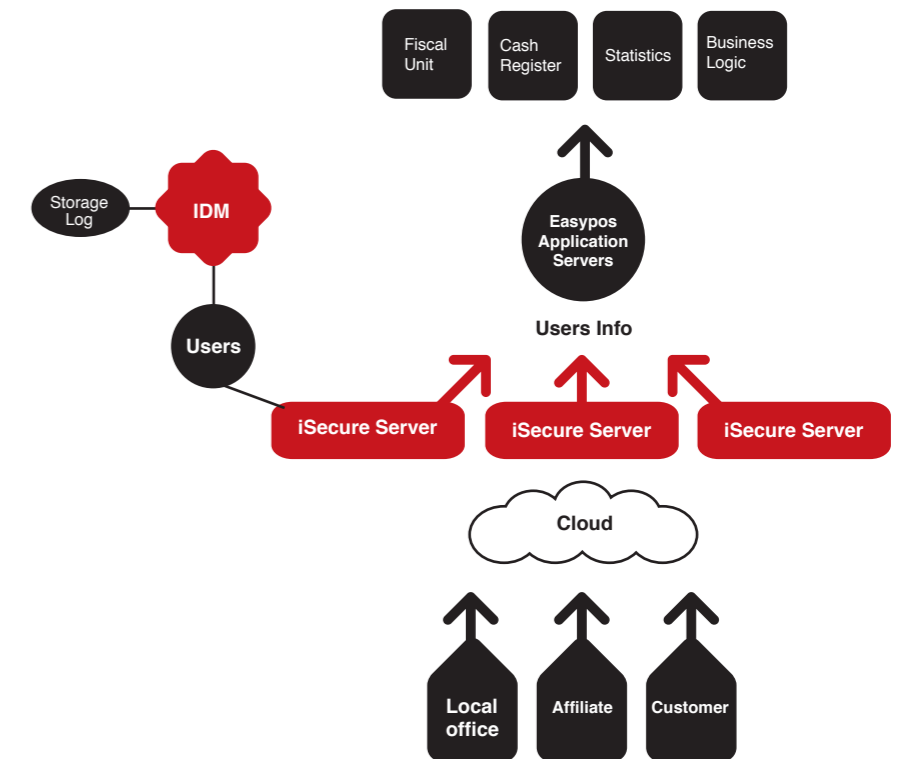 Fiscal
Unit
Cash
Register
Statistics
Business
Logic
Storage
Log
IDM
Easypos
Application
Servers
Users Info
Users
iSecure Server
iSecure Server
iSecure Server
Cloud
Local
office
Affiliate
Customer